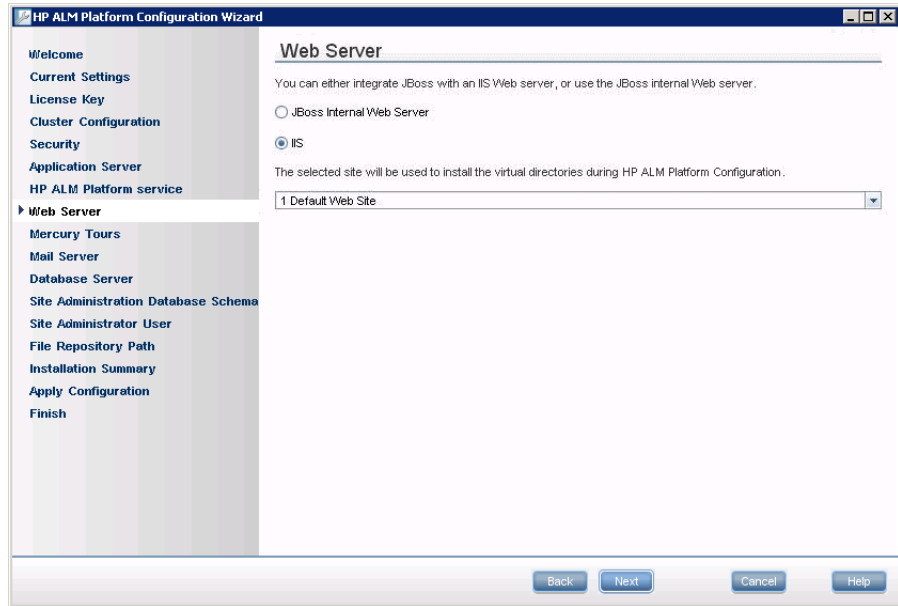 HP ALM Platform Configuration Wizard
Welcome
Current Settings
License Key
Cluster Configuration
Security
Application Server
HP ALM Platform service
Web Server
Mercury Tours
Mail Server
Database Server
Site Administration Database Schema
Site Administrator User
File Repository Path
Installation Summary
Apply Configuration
Finish
Web Server
You can either integrate JBoss with an IIS Web server, or use the JBoss internal Web server.
JBoss Internal Web Server
IIS
The selected site will be used to install the virtual directories during HP ALM Platform Configuration.
1 Default Web Site
Back Next Cancel Help